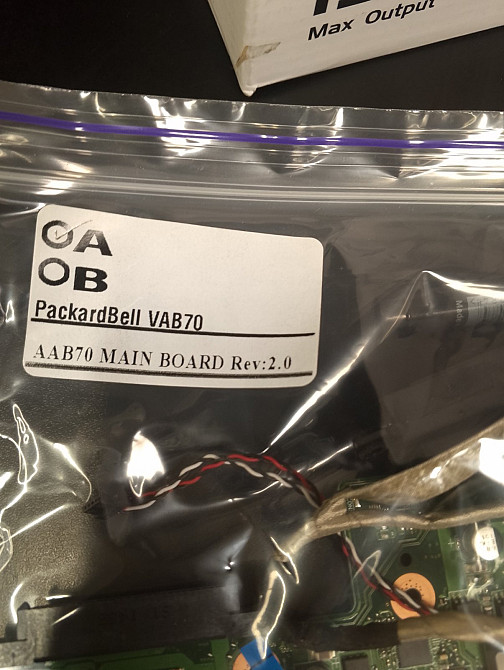 Max Output
OA
OB
PackardBell VAB70
AAB70 MAIN BOARD Rev:2.0